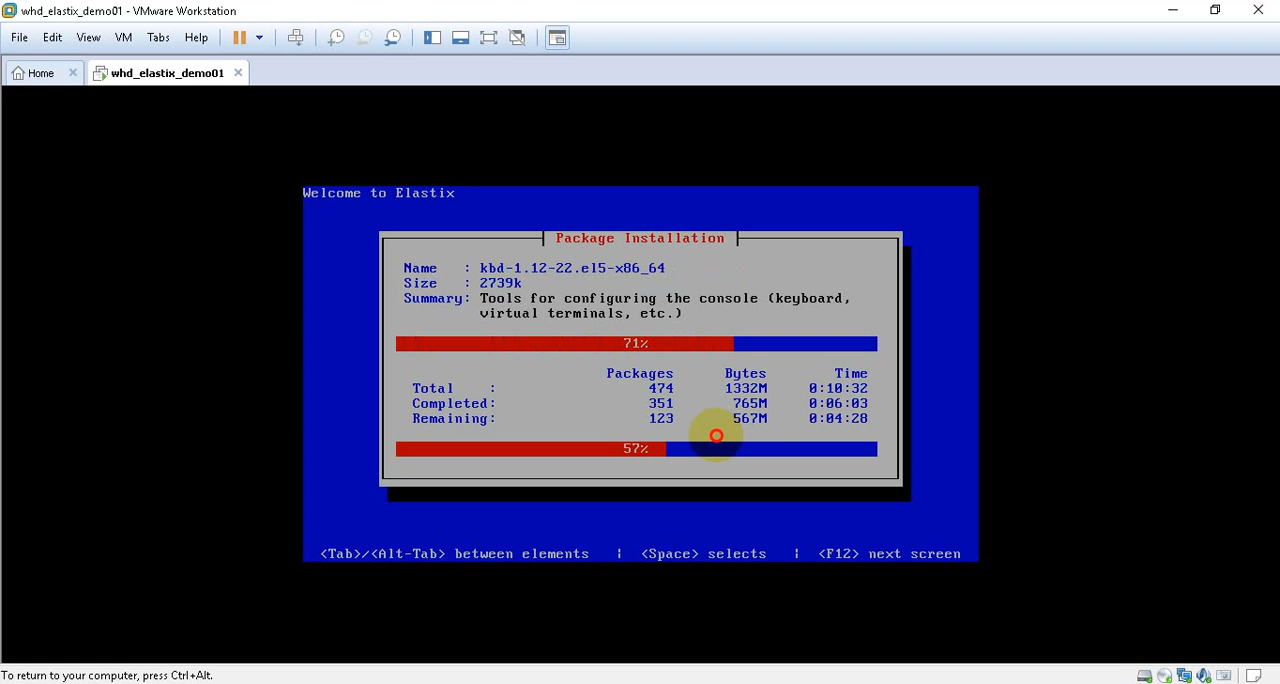 whd_elastix_demo01 - VMware Workstation
File Edit View VM Tabs Help
Home whd_elastix_demo01
Welcome to Elastix
Package Installation
Name : kbd-1.12-22.el5-x86_64
Size : 2739k
Summary: Tools for configuring the console (keyboard,
virtual terminals, etc.)
71%
Packages Bytes Time
Total : 474 1332M 0:10:32
Completed: 351 765M 0:06:03
Remaining: 123 567M 0:04:28
57%
<Tab>/<Alt-Tab> between elements | <Space> selects | <F12> next screen
To return to your computer, press Ctrl+Alt.